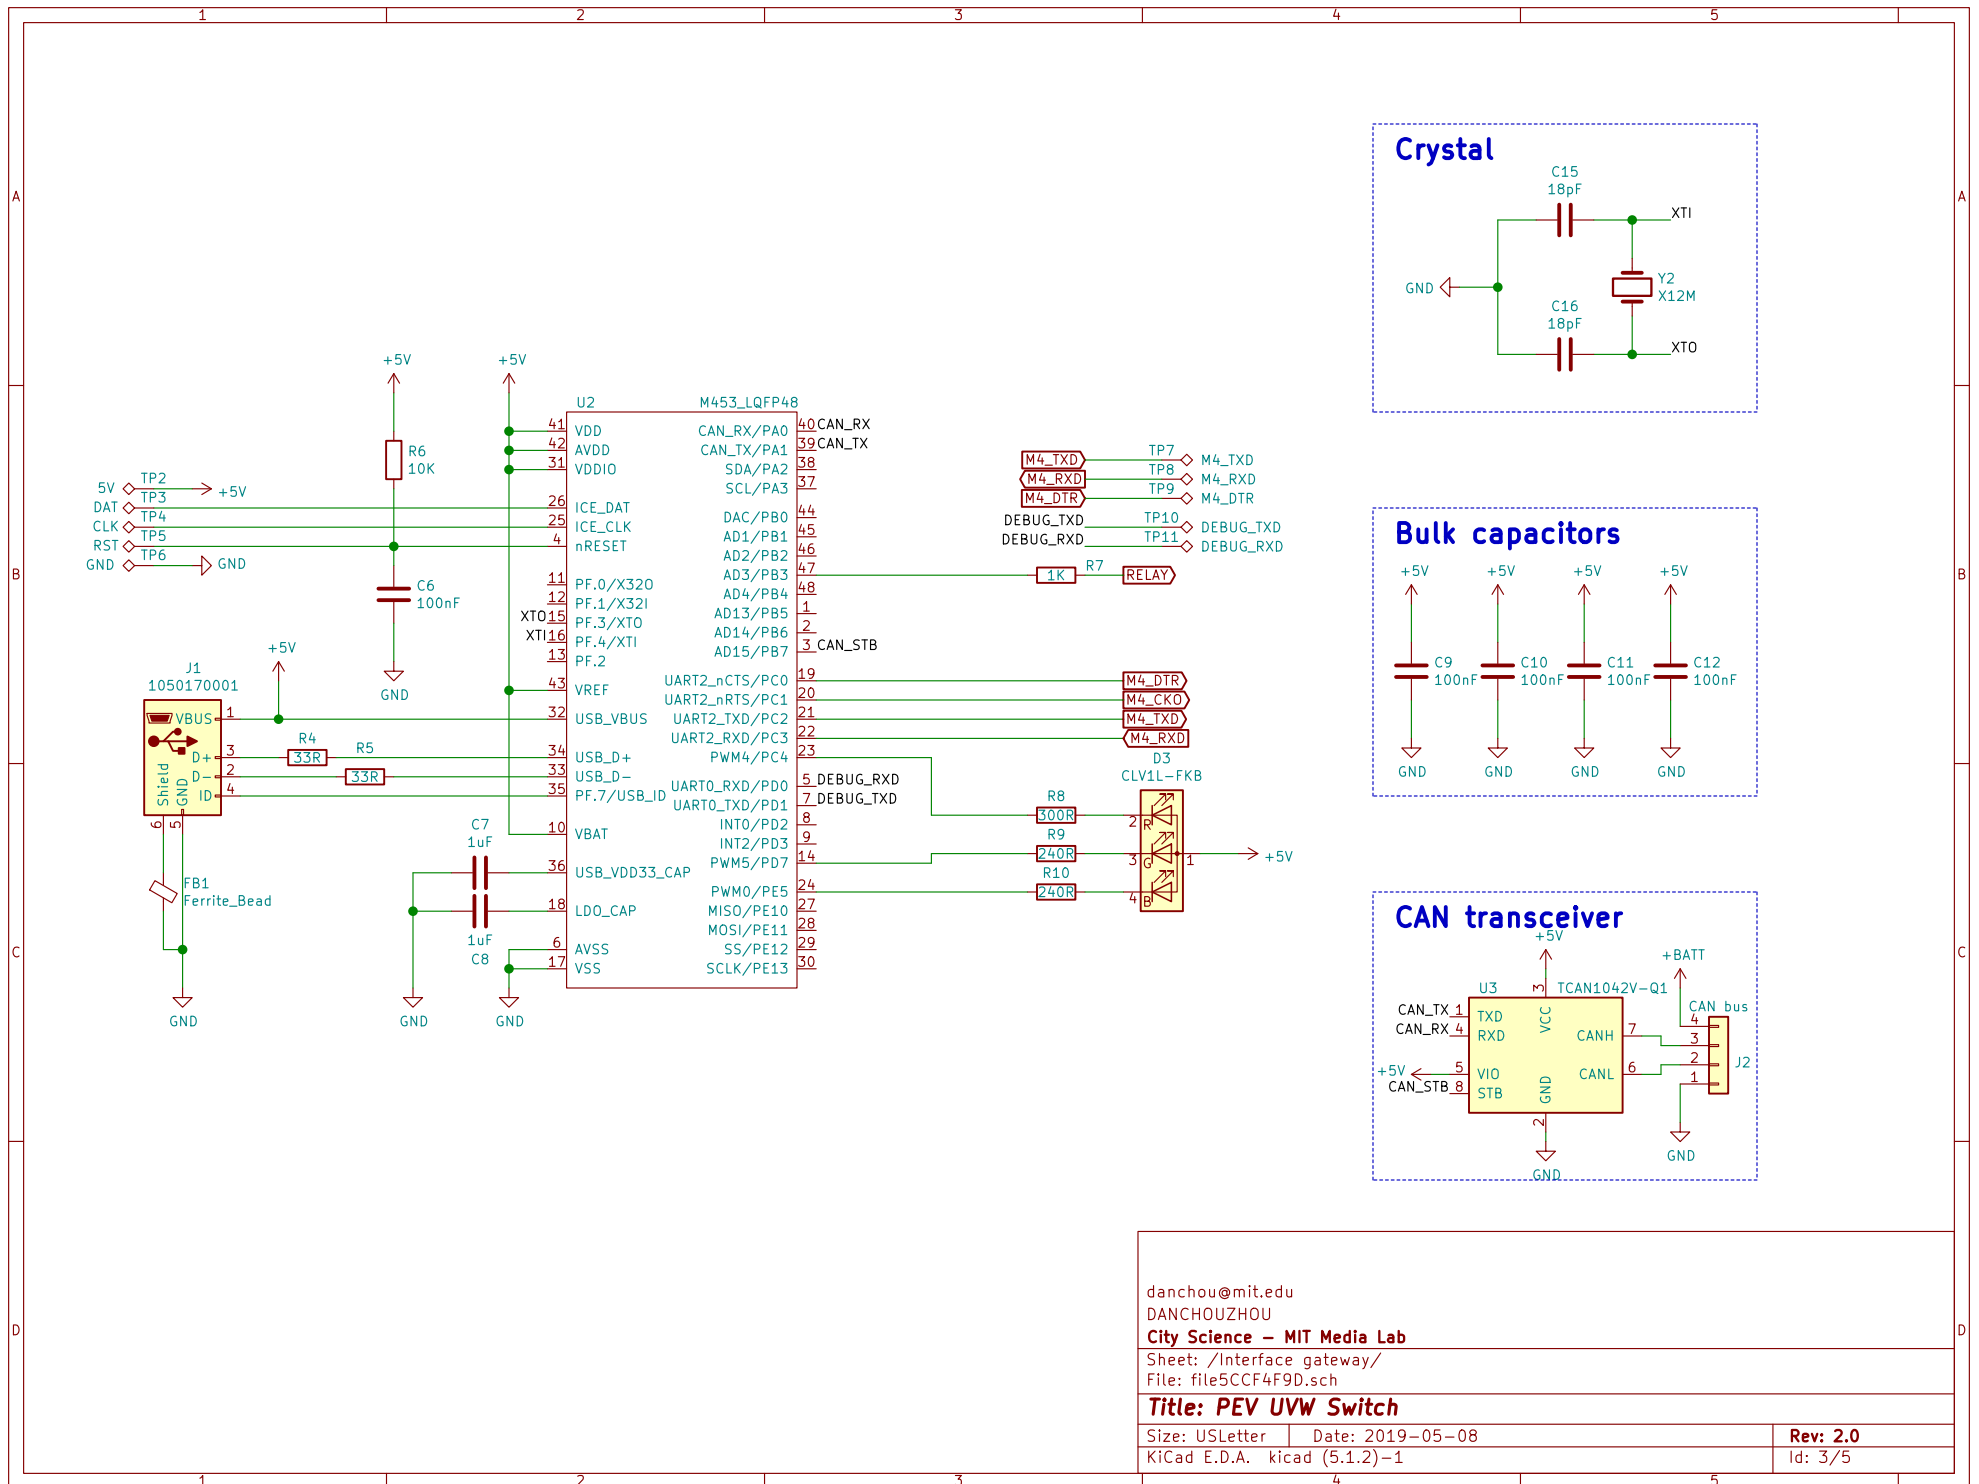 1 2 3 4 5
A
B
C
D
A
B
C
D
1 2 3 4 5
Crystal
C15
18pF
XTI
GND
Y2
X12M
C16
18pF
XTO
Bulk capacitors
+5V +5V +5V +5V
C9
100nF
C10
100nF
C11
100nF
C12
100nF
GND GND GND GND
CAN transceiver
+5V
+BATT
U3
TCAN1042V-Q1
CAN bus
CAN_TX 1 TXD
CAN_RX 4 RXD
+5V 5 VIO
CAN_STB 8 STB
3 VCC
2 GND
CANH 7
CANL 6
4
3
2
1
J2
GND
GND
+5V
R6
10K
+5V
5V TP2 +5V
DAT TP3
CLK TP4
RST TP5
GND TP6 GND
C6
100nF
GND
+5V
J1
1050170001
VBUS 1
D+ 3
D- 2
ID 4
Shield 6
GND 5
R4
33R
R5
33R
FB1
Ferrite_Bead
GND
C7
1uF
1uF
C8
GND
GND
U2
M453_LQFP48
41 VDD
42 AVDD
31 VDDIO
26 ICE_DAT
25 ICE_CLK
4 nRESET
11 PF.0/X32O
12 PF.1/X32I
XTO 15 PF.3/XTO
XTI 16 PF.4/XTI
13 PF.2
43 VREF
32 USB_VBUS
34 USB_D+
33 USB_D-
35 PF.7/USB_ID
10 VBAT
36 USB_VDD33_CAP
18 LDO_CAP
6 AVSS
17 VSS
CAN_RX/PA0 40 CAN_RX
CAN_TX/PA1 39 CAN_TX
SDA/PA2 38
SCL/PA3 37
DAC/PB0 44
AD1/PB1 45
AD2/PB2 46
AD3/PB3 47
AD4/PB4 48
AD13/PB5 1
AD14/PB6 2
AD15/PB7 3 CAN_STB
UART2_nCTS/PC0 19 M4_DTR
UART2_nRTS/PC1 20 M4_CKO
UART2_TXD/PC2 21 M4_TXD
UART2_RXD/PC3 22 M4_RXD
PWM4/PC4 23
UART0_RXD/PD0 5 DEBUG_RXD
UART0_TXD/PD1 7 DEBUG_TXD
INT0/PD2 8
INT2/PD3 9
PWM5/PD7 14
PWM0/PE5 24
MISO/PE10 27
MOSI/PE11 28
SS/PE12 29
SCLK/PE13 30
M4_TXD TP7 M4_TXD
M4_RXD TP8 M4_RXD
M4_DTR TP9 M4_DTR
DEBUG_TXD TP10 DEBUG_TXD
DEBUG_RXD TP11 DEBUG_RXD
1K R7 RELAY
D3
CLV1L-FKB
R8
300R 2 R
R9
240R 3 G 1 +5V
R10
240R 4 B
danchou@mit.edu
DANCHOUZHOU
City Science - MIT Media Lab
Sheet: /Interface gateway/
File: file5CCF4F9D.sch
Title: PEV UVW Switch
Size: USLetter Date: 2019-05-08 Rev: 2.0
KiCad E.D.A. kicad (5.1.2)-1 Id: 3/5